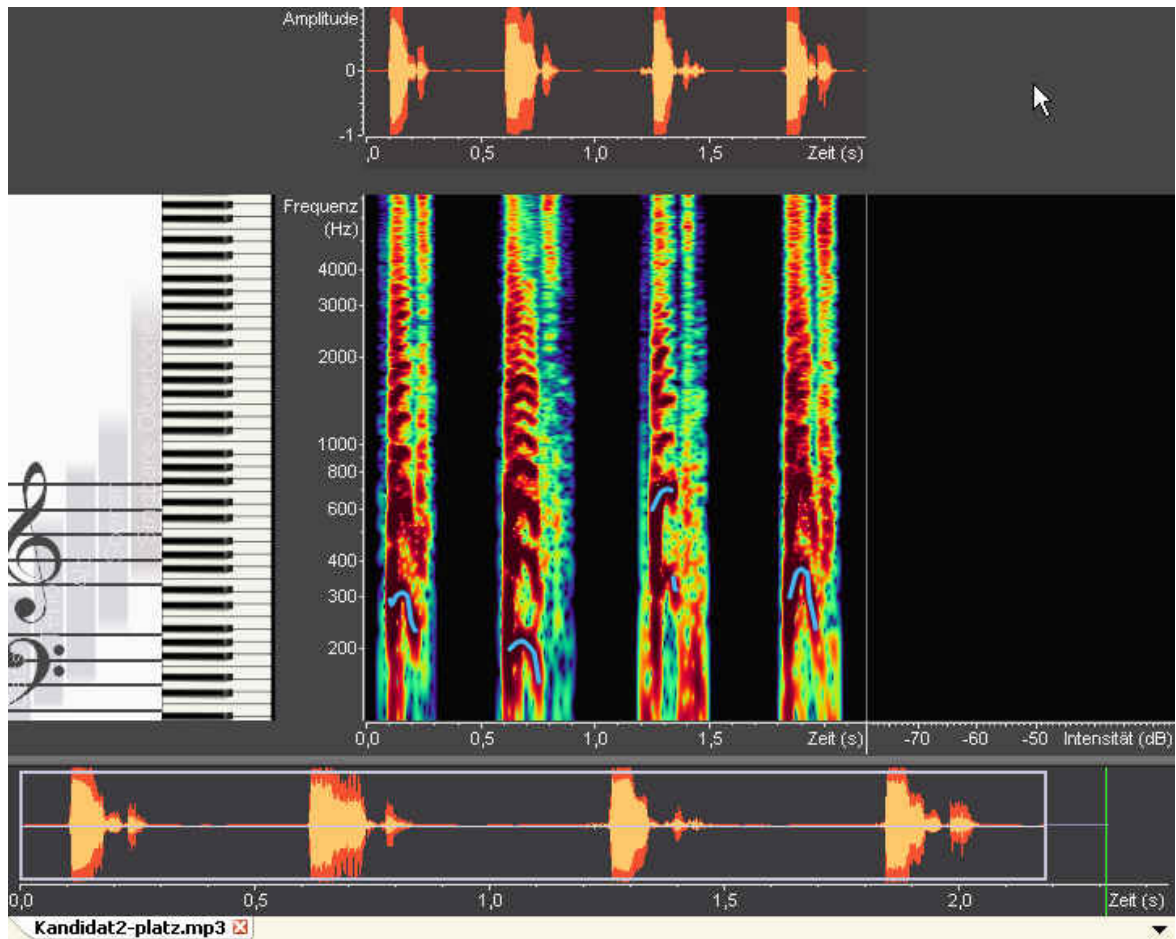 Amplitude
0
-1
,0 0,5 1,0 1,5 Zeit (s)
Frequenz
(Hz)
4000
3000
2000
1000
800
600
400
300
200
0,0 0,5 1,0 1,5 Zeit (s) -70 -60 -50 Intensität (dB)
0,0 0,5 1,0 1,5 2,0 Zeit (s)
Kandidat2-platz.mp3